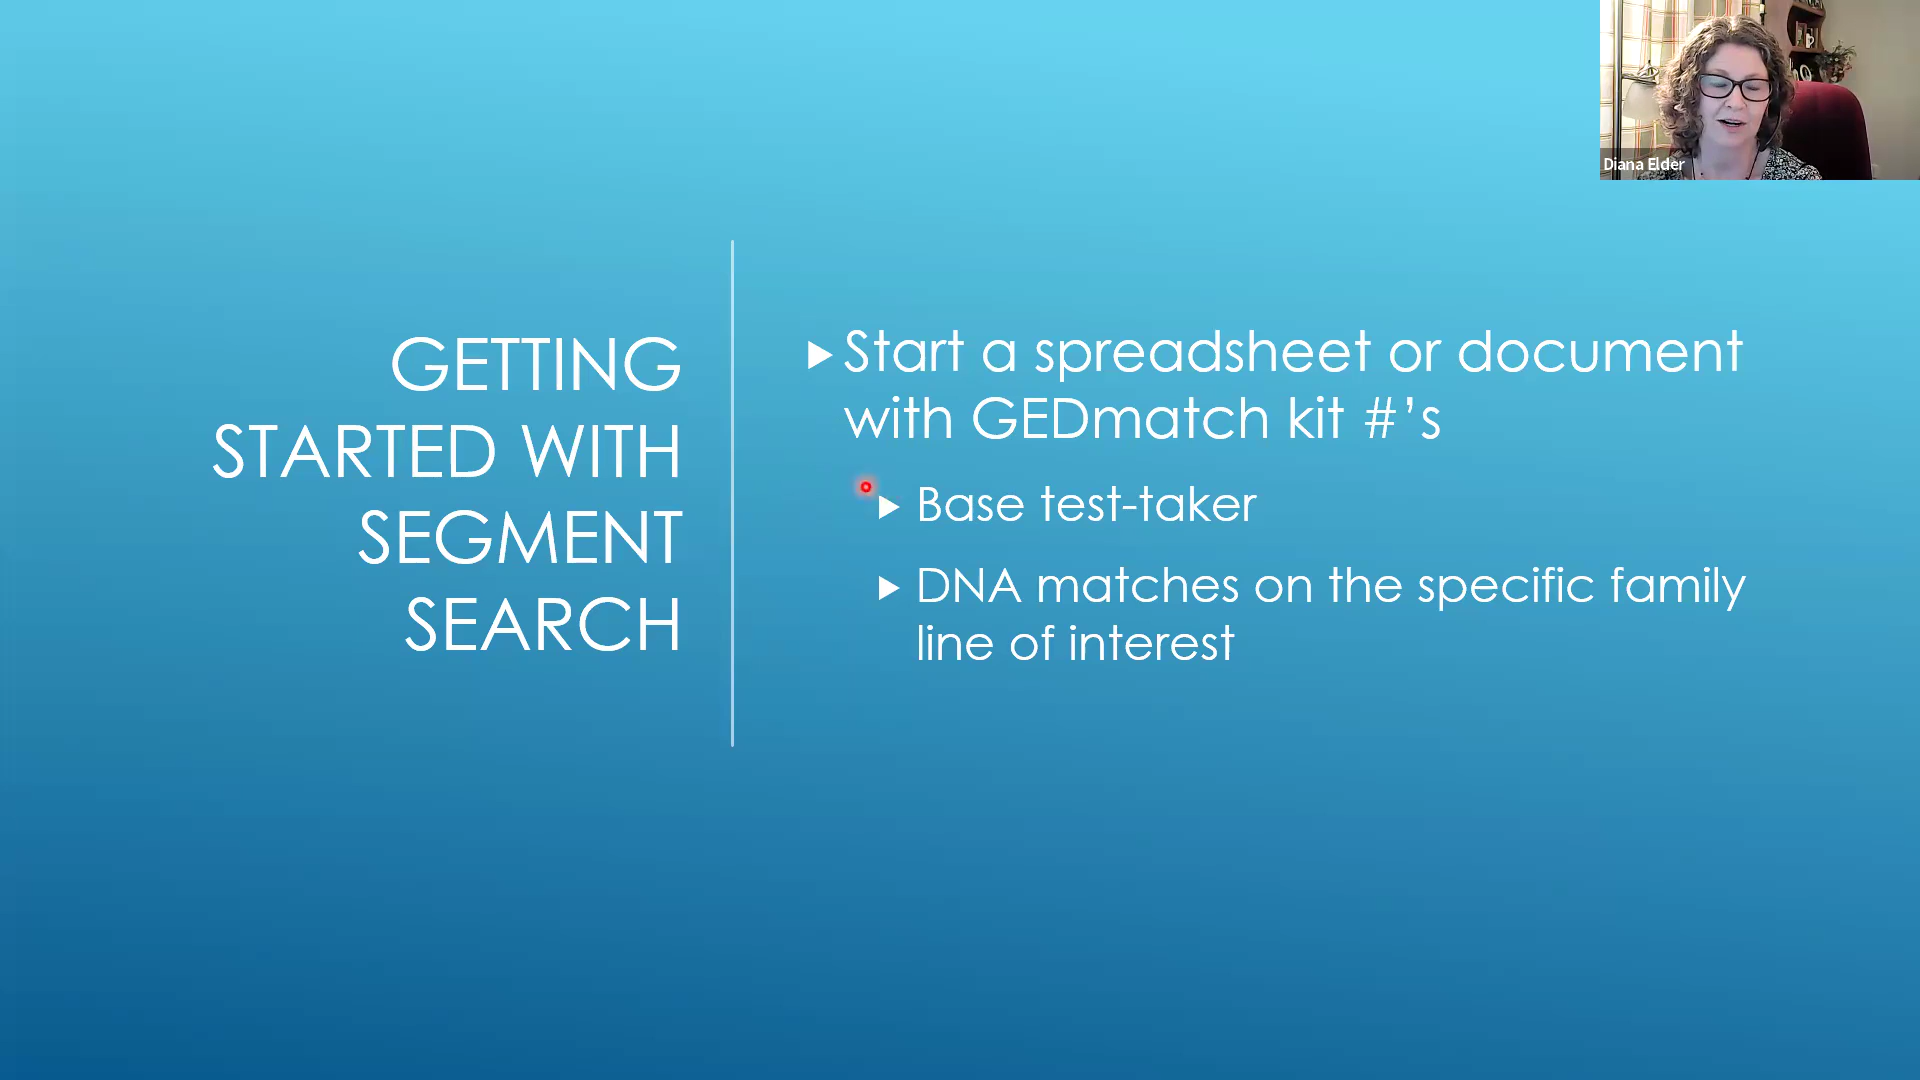 GETTING
STARTED WITH
SEGMENT
SEARCH
Start a spreadsheet or document
with GEDmatch kit #’s
Base test-taker
DNA matches on the specific family
line of interest
Diana Elder